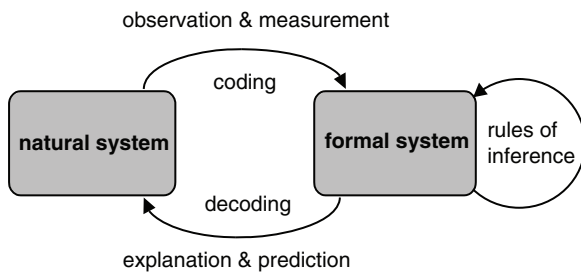 observation & measurement
coding
natural system
formal system
rules of
inference
decoding
explanation & prediction